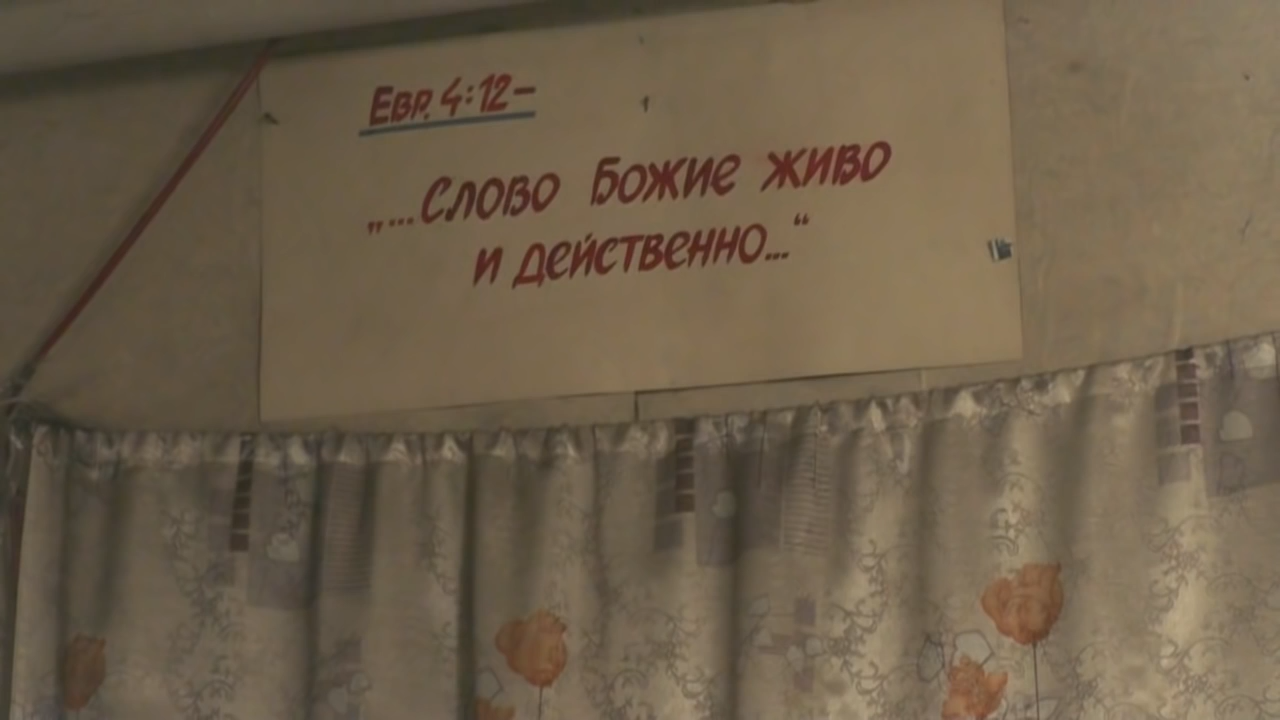 Евр. 4:12–
„...Слово Божие живо
и действенно...“